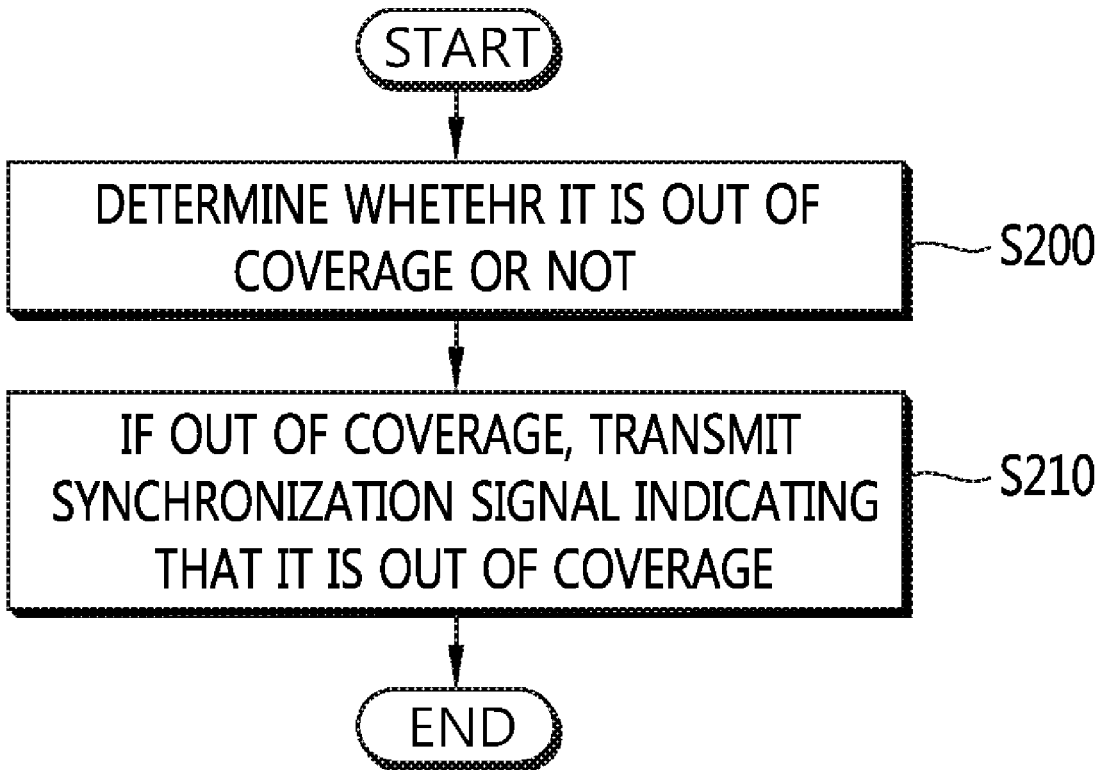 START
DETERMINE WHETEHR IT IS OUT OF
COVERAGE OR NOT
S200
IF OUT OF COVERAGE, TRANSMIT
SYNCHRONIZATION SIGNAL INDICATING
THAT IT IS OUT OF COVERAGE
S210
END